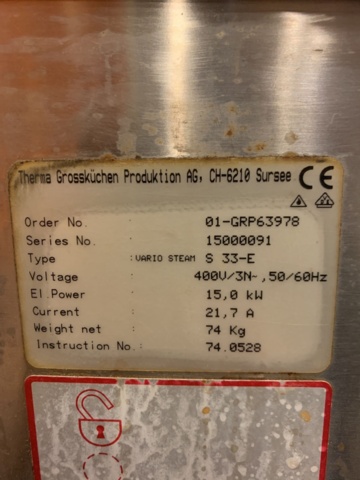 Therma Grossküchen Produktion AG, CH-6210 Sursee CE
Order No. : 01-GRP63978
Series No. : 15000091
Type : VARIO STEAM S 33-E
Voltage : 400V/3N~,50/60Hz
El.Power : 15,0 kW
Current : 21,7 A
Weight net : 74 Kg
Instruction No.: 74.0528